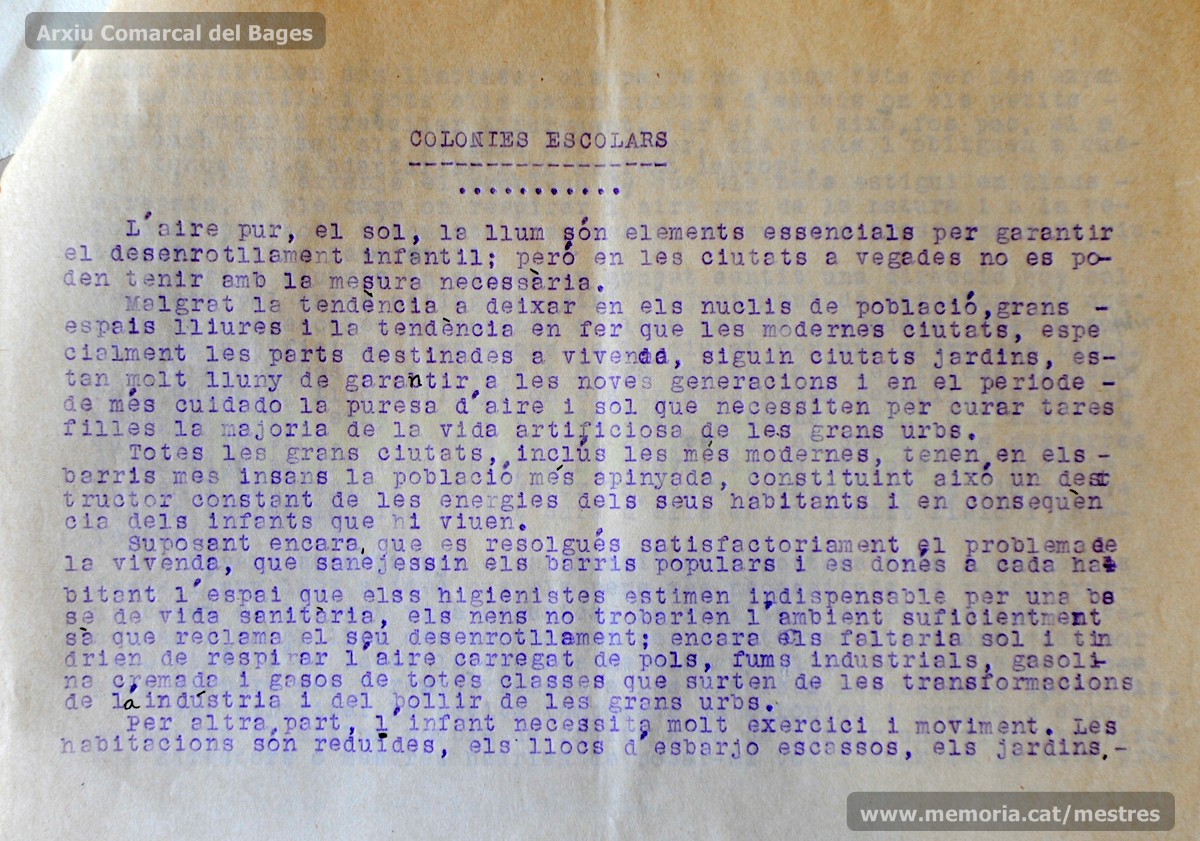 Arxiu Comarcal del Bages
COLONIES ESCOLARS
L'aire pur, el sol, la llum són elements essencials per garantir
el desenrotllament infantil; peró en les ciutats a vegades no es po-
den tenir amb la mesura necessària.
Malgrat la tendència a deixar en els nuclis de població,grans -
espais lliures i la tendència en fer que les modernes ciutats, espe
cialment les parts destinades a vivenda, siguin ciutats jardins, es-
tan molt lluny de garantir a les noves generacions i en el periode -
de més cuidado la puresa d'aire i sol que necessiten per curar tares
filles la majoria de la vida artificiosa de les grans urbs.
Totes les grans ciutats, inclús les més modernes, tenen en els -
barris mes insans la població més apinyada, constituint aixó un dest
tructor constant de les energies dels seus habitants i en conseqüèn
cia dels infants que hi viuen.
Suposant encara, que es resolgués satisfactoriament el problemade
la vivenda, que sanejessin els barris populars i es donés a cada ha-
bitant l'espai que elss higienistes estimen indispensable per una ba
se de vida sanitària, els nens no trobarien l'ambient suficientment
sà que reclama el seu desenrotllament; encara els faltaria sol i tin
drien de respirar l'aire carregat de pols, fums industrials, gasoli-
na cremada i gasos de totes classes que surten de les transformacions
de la indústria i del bollir de les grans urbs.
Per altra part, l'infant necessita molt exercici i moviment. Les
habitacions són reduïdes, els llocs d'esbarjo escassos, els jardins, -
www.memoria.cat/mestres